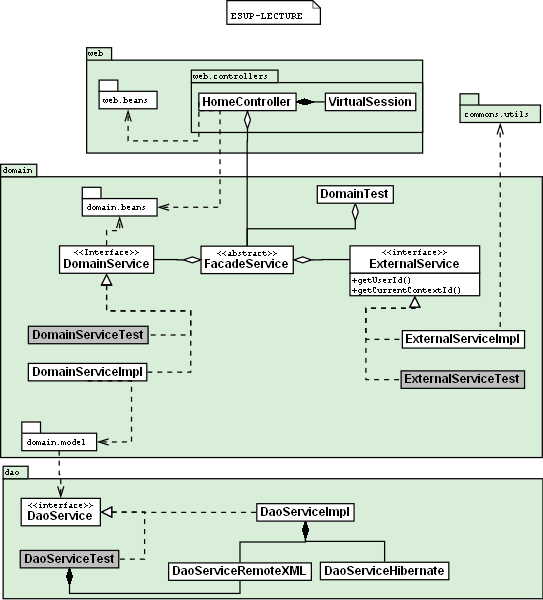 ESUP-LECTURE
web
web.controllers
web.beans
HomeController
VirtualSession
commons.utils
domain
domain.beans
DomainTest
<<Interface>>
DomainService
<<abstract>>
FacadeService
<<interface>>
ExternalService
+getUserId()
+getCurrentContextId()
DomainServiceTest
ExternalServiceImpl
DomainServiceImpl
ExternalServiceTest
domain.model
dao
<<interface>>
DaoService
DaoServiceImpl
DaoServiceTest
DaoServiceRemoteXML
DaoServiceHibernate